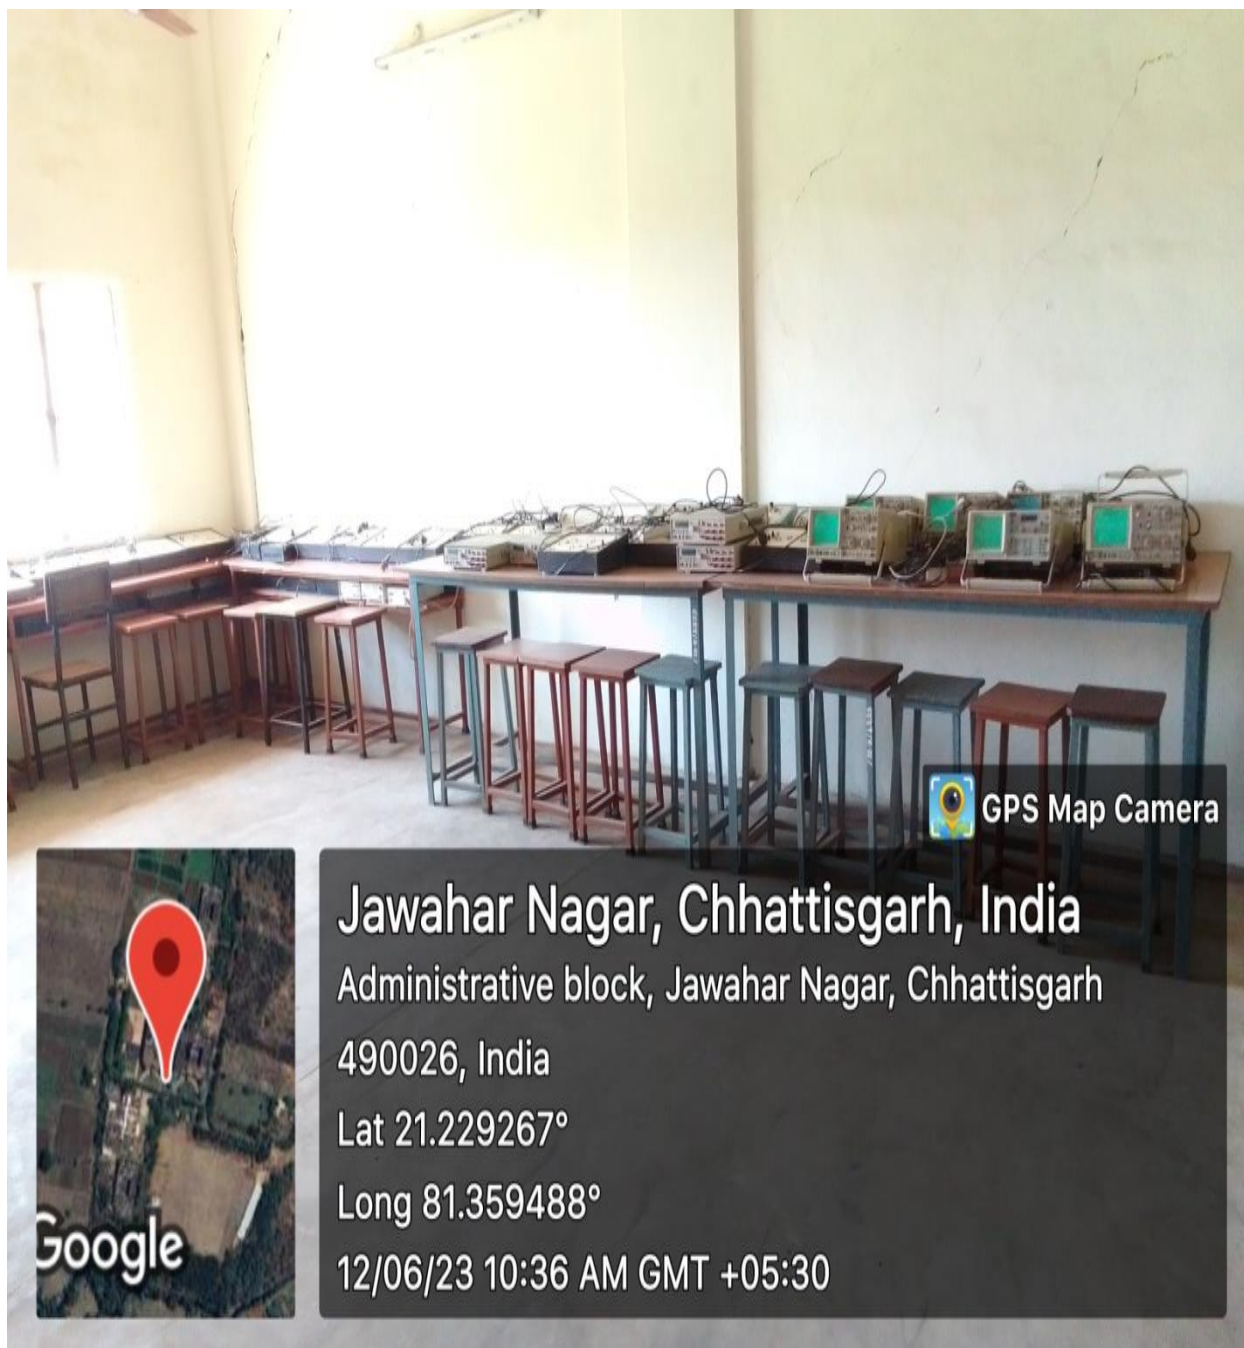 GPS Map Camera
Jawahar Nagar, Chhattisgarh, India
Administrative block, Jawahar Nagar, Chhattisgarh
490026, India
Lat 21.229267°
Long 81.359488°
12/06/23 10:36 AM GMT +05:30
Google